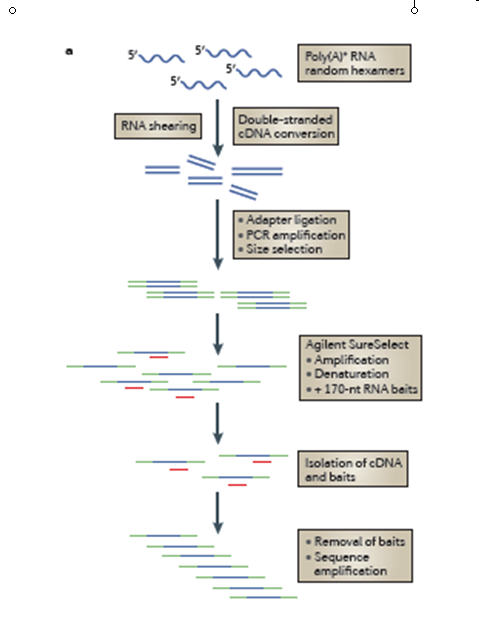 a
5′
5′
5′
5′
Poly(A)+ RNA
random hexamers
RNA shearing
Double-stranded
cDNA conversion
• Adapter ligation
• PCR amplification
• Size selection
Agilent SureSelect
• Amplification
• Denaturation
• + 170-nt RNA baits
Isolation of cDNA
and baits
• Removal of baits
• Sequence
amplification